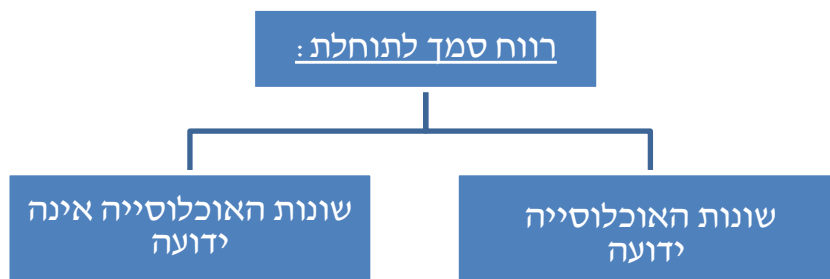 רווח סמך לתוחלת :
שונות האוכלוסייה
ידועה
שונות האוכלוסייה אינה
ידועה